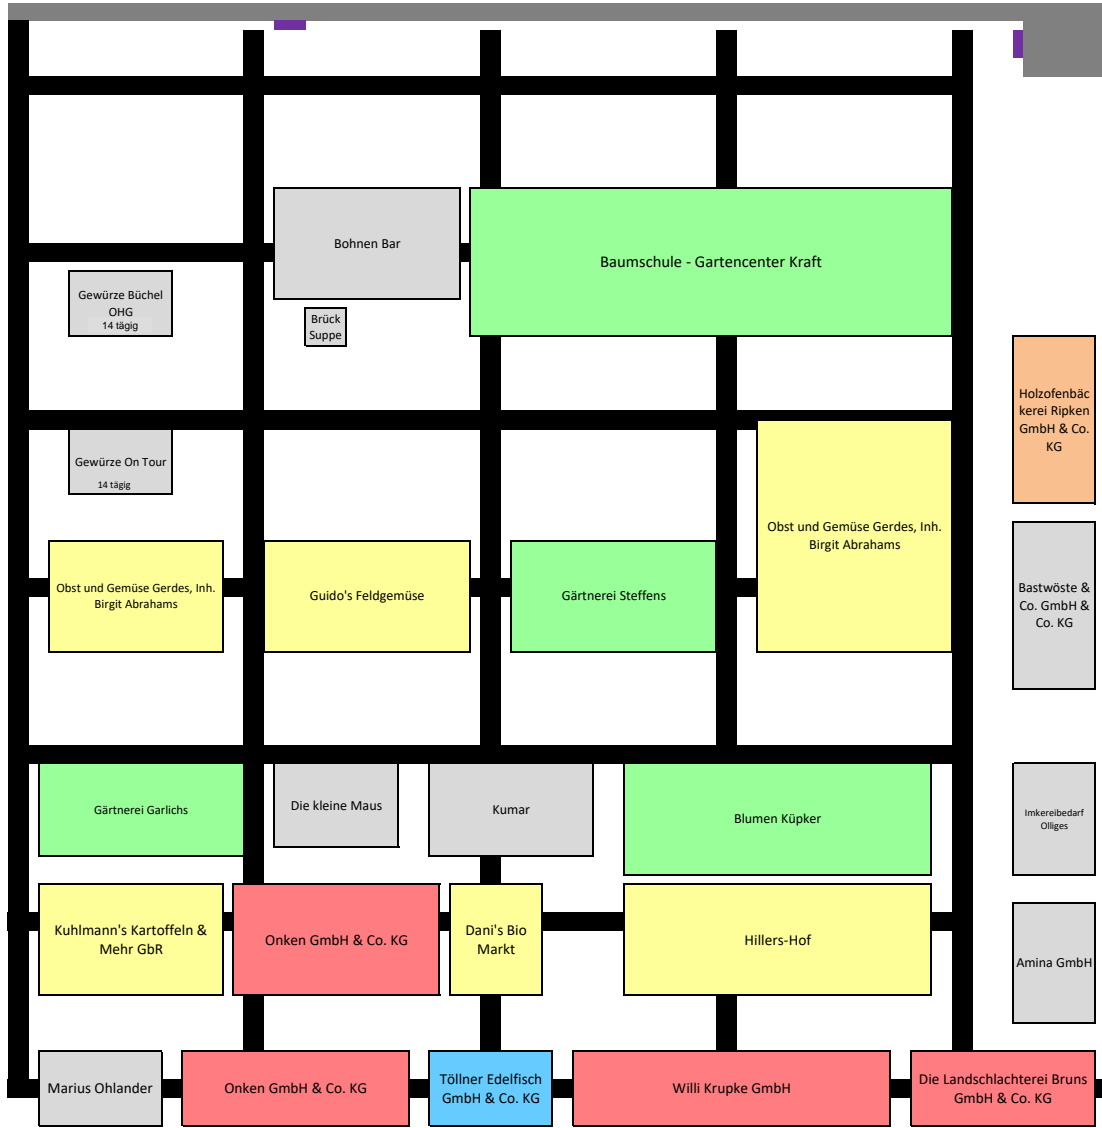 Bohnen Bar
Baumschule - Gartencenter Kraft
Gewürze Büchel
OHG
14 tägig
Brück
Suppe
Holzofenbäc
kerei Ripken
GmbH & Co.
KG
Gewürze On Tour
14 tägig
Obst und Gemüse Gerdes, Inh.
Birgit Abrahams
Obst und Gemüse Gerdes, Inh.
Birgit Abrahams
Guido's Feldgemüse
Gärtnerei Steffens
Bastwöste &
Co. GmbH &
Co. KG
Gärtnerei Garlichs
Die kleine Maus
Kumar
Blumen Küpker
Imkereibedarf
Olliges
Kuhlmann's Kartoffeln &
Mehr GbR
Onken GmbH & Co. KG
Dani's Bio
Markt
Hillers-Hof
Amina GmbH
Marius Ohlander
Onken GmbH & Co. KG
Töllner Edelfisch
GmbH & Co. KG
Willi Krupke GmbH
Die Landschlachterei Bruns
GmbH & Co. KG